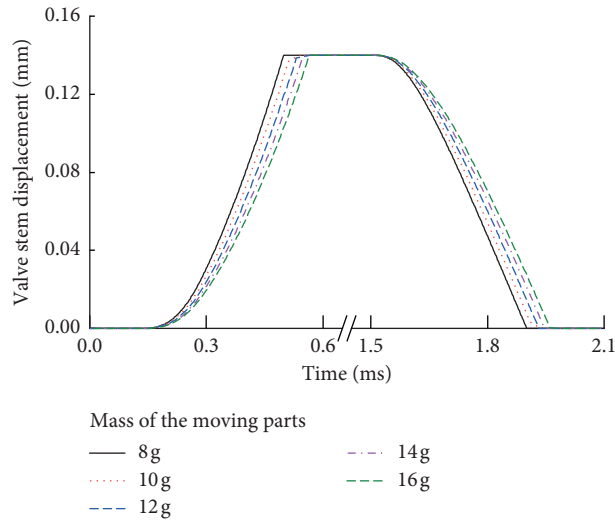 0.16
0.12
0.08
0.04
0.00
Valve stem displacement (mm)
0.0 0.3 0.6 1.5 1.8 2.1
Time (ms)
Mass of the moving parts
8 g
10 g
12 g
14 g
16 g